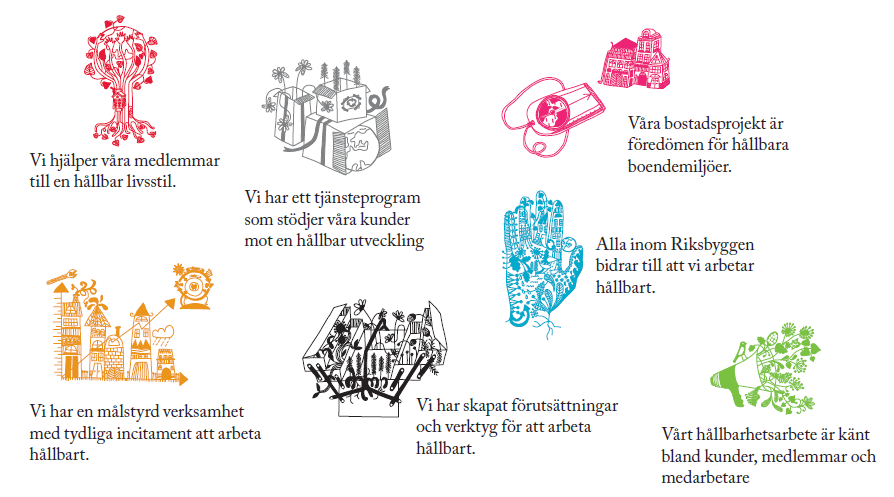 Vi hjälper våra medlemmar
till en hållbar livsstil.
Vi har ett tjänsteprogram
som stödjer våra kunder
mot en hållbar utveckling
Våra bostadsprojekt är
föredömen för hållbara
boendemiljöer.
Alla inom Riksbyggen
bidrar till att vi arbetar
hållbart.
Vi har en målstyrd verksamhet
med tydliga incitament att arbeta
hållbart.
Vi har skapat förutsättningar
och verktyg för att arbeta
hållbart.
Vårt hållbarhetsarbete är känt
bland kunder, medlemmar och
medarbetare